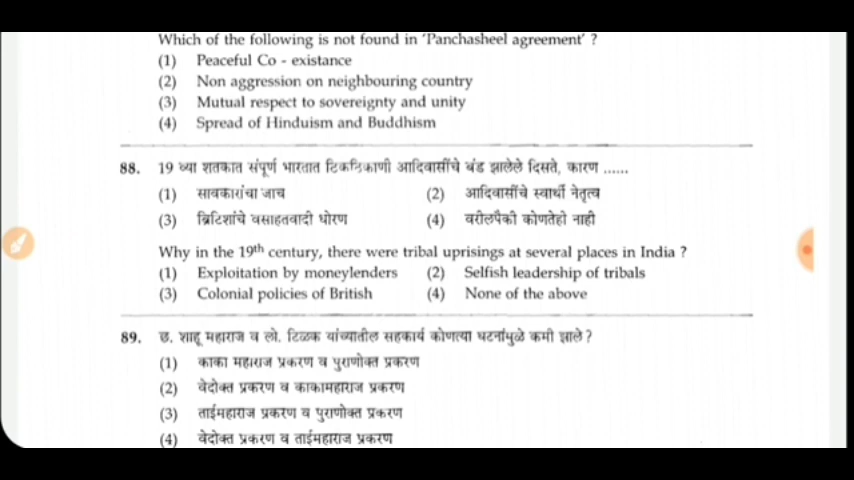 Which of the following is not found in 'Panchasheel agreement' ?
(1) Peaceful Co - existance
(2) Non aggression on neighbouring country
(3) Mutual respect to sovereignty and unity
(4) Spread of Hinduism and Buddhism
88. 19 व्या शतकात संपूर्ण भारतात टिकठिकाणी आदिवासींचे बंड झालेले दिसते, कारण ......
(1) सावकारांचा जाच (2) आदिवासींचे स्वार्थी नेतृत्व
(3) ब्रिटिशांचे वसाहतवादी धोरण (4) वरीलपैकी कोणतेही नाही
Why in the 19th century, there were tribal uprisings at several places in India ?
(1) Exploitation by moneylenders (2) Selfish leadership of tribals
(3) Colonial policies of British (4) None of the above
89. छ. शाहू महाराज व लो. टिळक यांच्यातील सहकार्य कोणत्या घटनांमुळे कमी झाले ?
(1) काका महाराज प्रकरण व पुराणोक्त प्रकरण
(2) वेदोक्त प्रकरण व काकामहाराज प्रकरण
(3) ताईमहाराज प्रकरण व पुराणोक्त प्रकरण
(4) वेदोक्त प्रकरण व ताईमहाराज प्रकरण